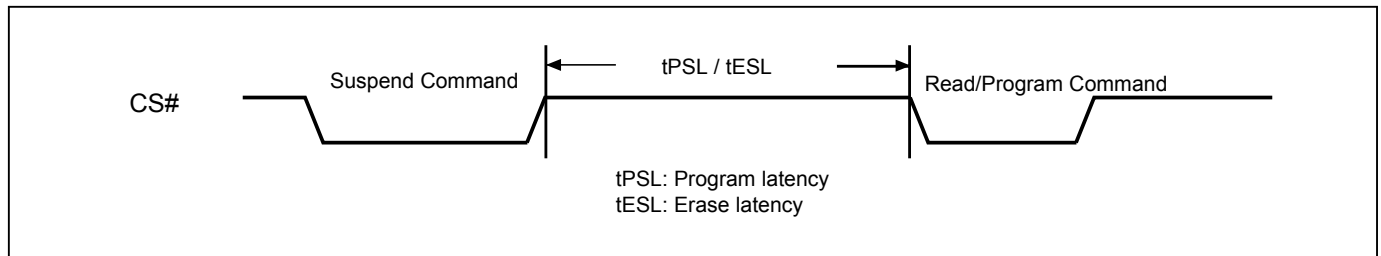 tPSL / tESL
Suspend Command
Read/Program Command
CS#
tPSL: Program latency
tESL: Erase latency